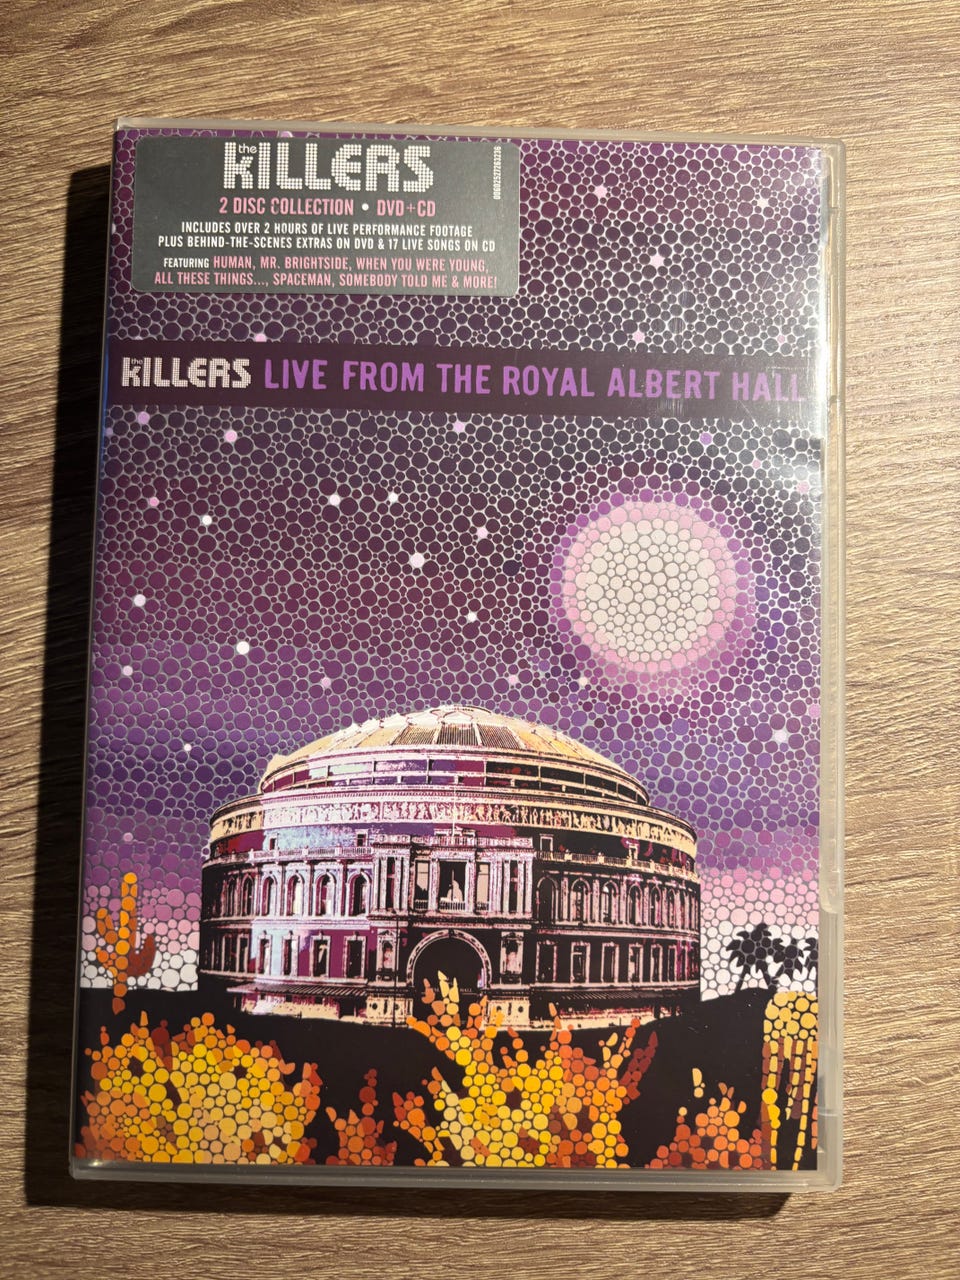 the KILLERS
2 DISC COLLECTION • DVD+CD
INCLUDES OVER 2 HOURS OF LIVE PERFORMANCE FOOTAGE
PLUS BEHIND-THE-SCENES EXTRAS ON DVD & 17 LIVE SONGS ON CD
FEATURING HUMAN, MR. BRIGHTSIDE, WHEN YOU WERE YOUNG,
ALL THESE THINGS..., SPACEMAN, SOMEBODY TOLD ME & MORE!
the KILLERS LIVE FROM THE ROYAL ALBERT HALL
HALL